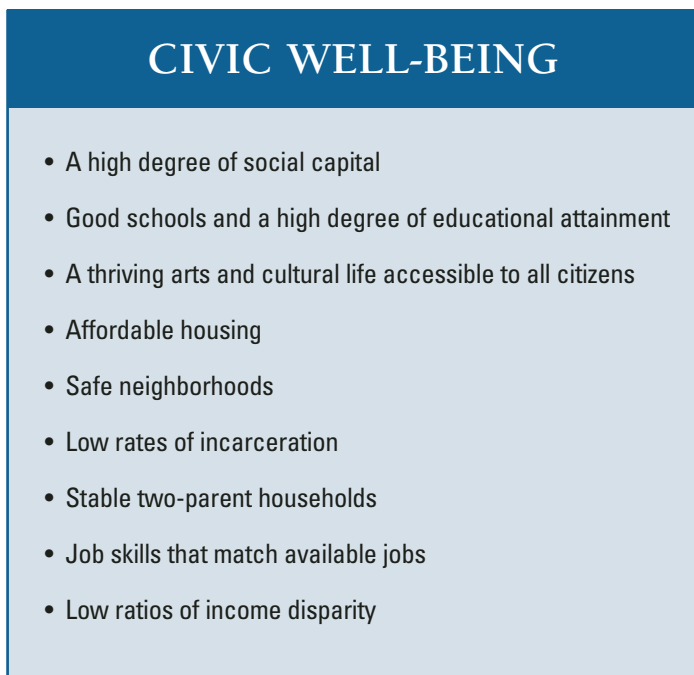 CIVIC WELL-BEING
• A high degree of social capital
• Good schools and a high degree of educational attainment
• A thriving arts and cultural life accessible to all citizens
• Affordable housing
• Safe neighborhoods
• Low rates of incarceration
• Stable two-parent households
• Job skills that match available jobs
• Low ratios of income disparity